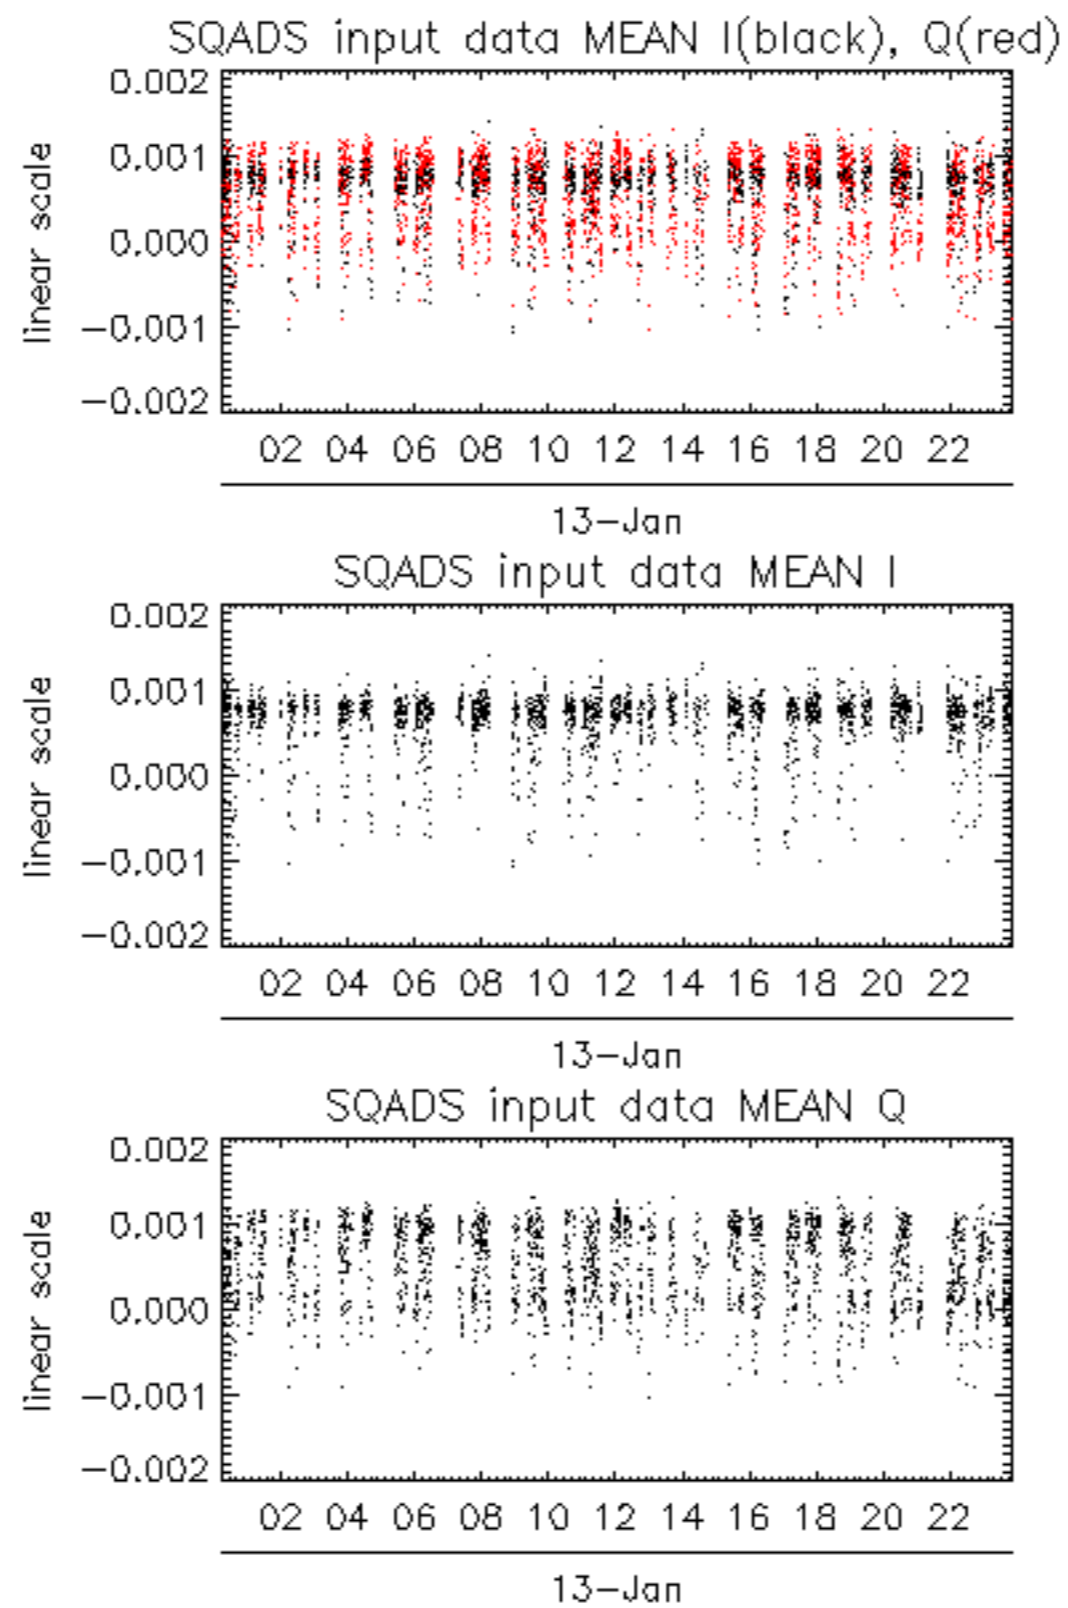 SQADS input data MEAN I(black), Q(red)
linear scale
0.002
0.001
0.000
−0.001
−0.002
02 04 06 08 10 12 14 16 18 20 22
13−Jan
SQADS input data MEAN I
linear scale
0.002
0.001
0.000
−0.001
−0.002
02 04 06 08 10 12 14 16 18 20 22
13−Jan
SQADS input data MEAN Q
linear scale
0.002
0.001
0.000
−0.001
−0.002
02 04 06 08 10 12 14 16 18 20 22
13−Jan